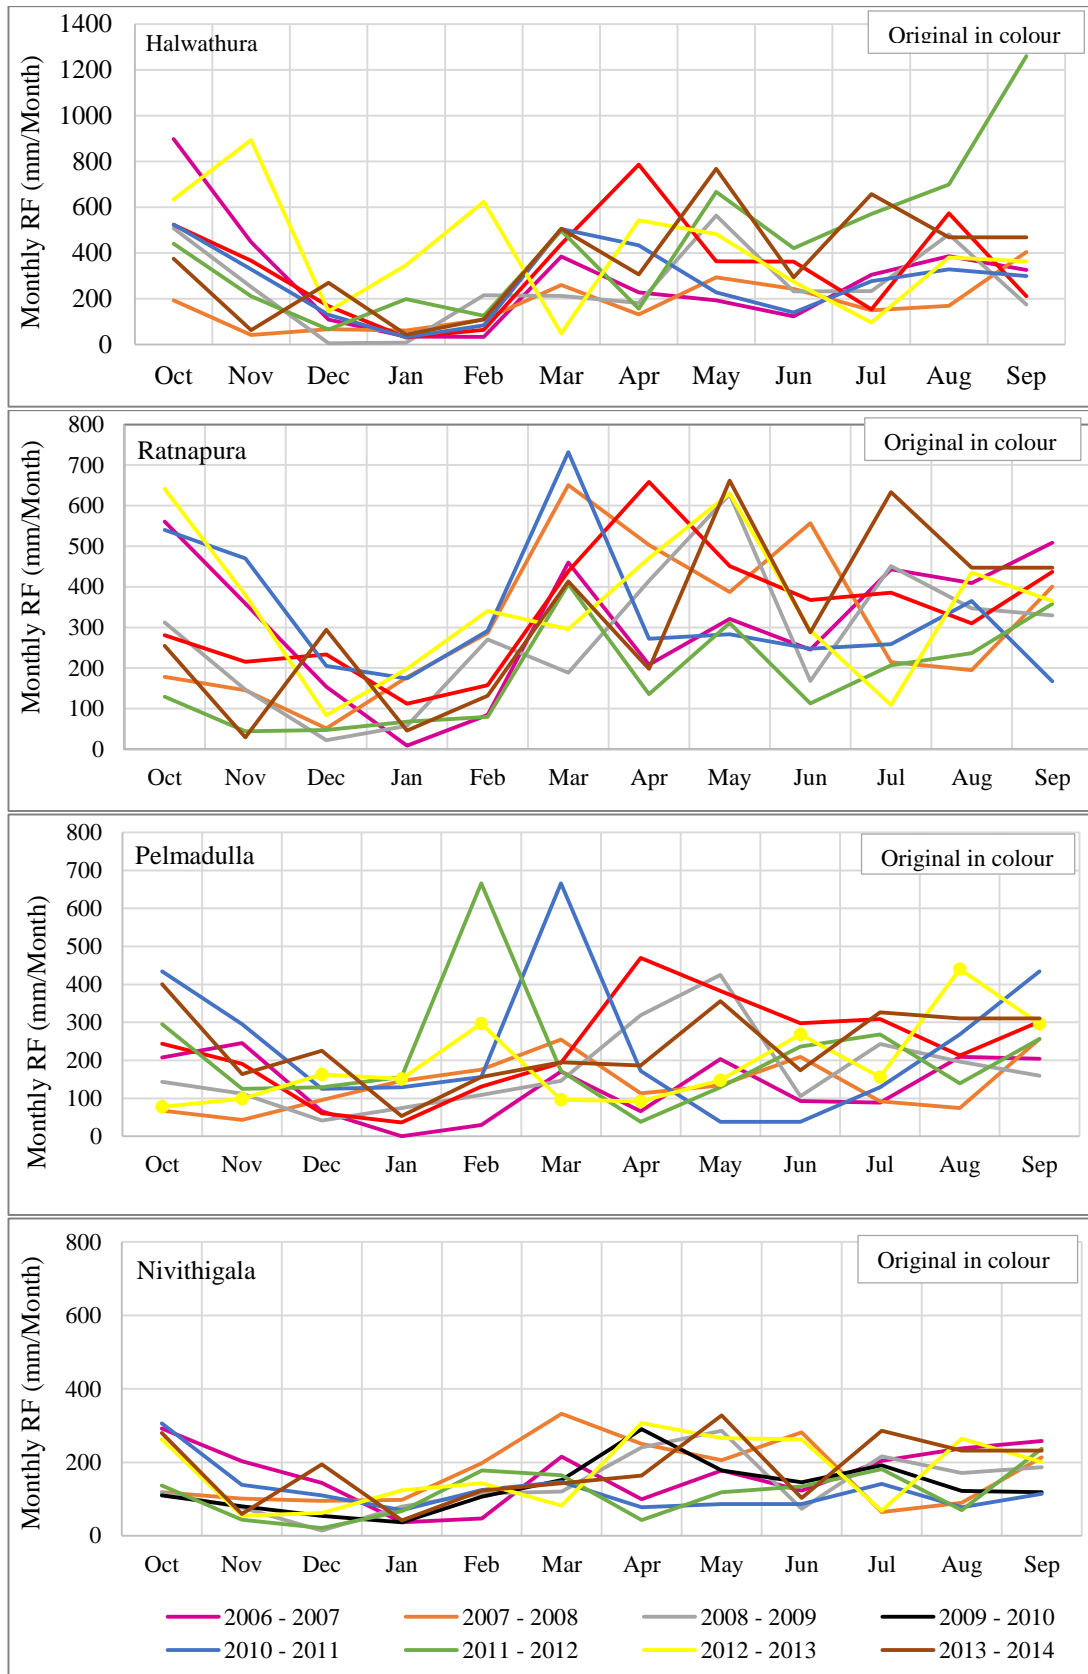 Halwathura
Original in colour
Monthly RF (mm/Month)
1400
1200
1000
800
600
400
200
0
Oct Nov Dec Jan Feb Mar Apr May Jun Jul Aug Sep
Ratnapura
Original in colour
Monthly RF (mm/Month)
800
700
600
500
400
300
200
100
0
Oct Nov Dec Jan Feb Mar Apr May Jun Jul Aug Sep
Pelmadulla
Original in colour
Monthly RF (mm/Month)
800
700
600
500
400
300
200
100
0
Oct Nov Dec Jan Feb Mar Apr May Jun Jul Aug Sep
Nivithigala
Original in colour
Monthly RF (mm/Month)
800
600
400
200
0
Oct Nov Dec Jan Feb Mar Apr May Jun Jul Aug Sep
2006 - 2007 2007 - 2008 2008 - 2009 2009 - 2010
2010 - 2011 2011 - 2012 2012 - 2013 2013 - 2014